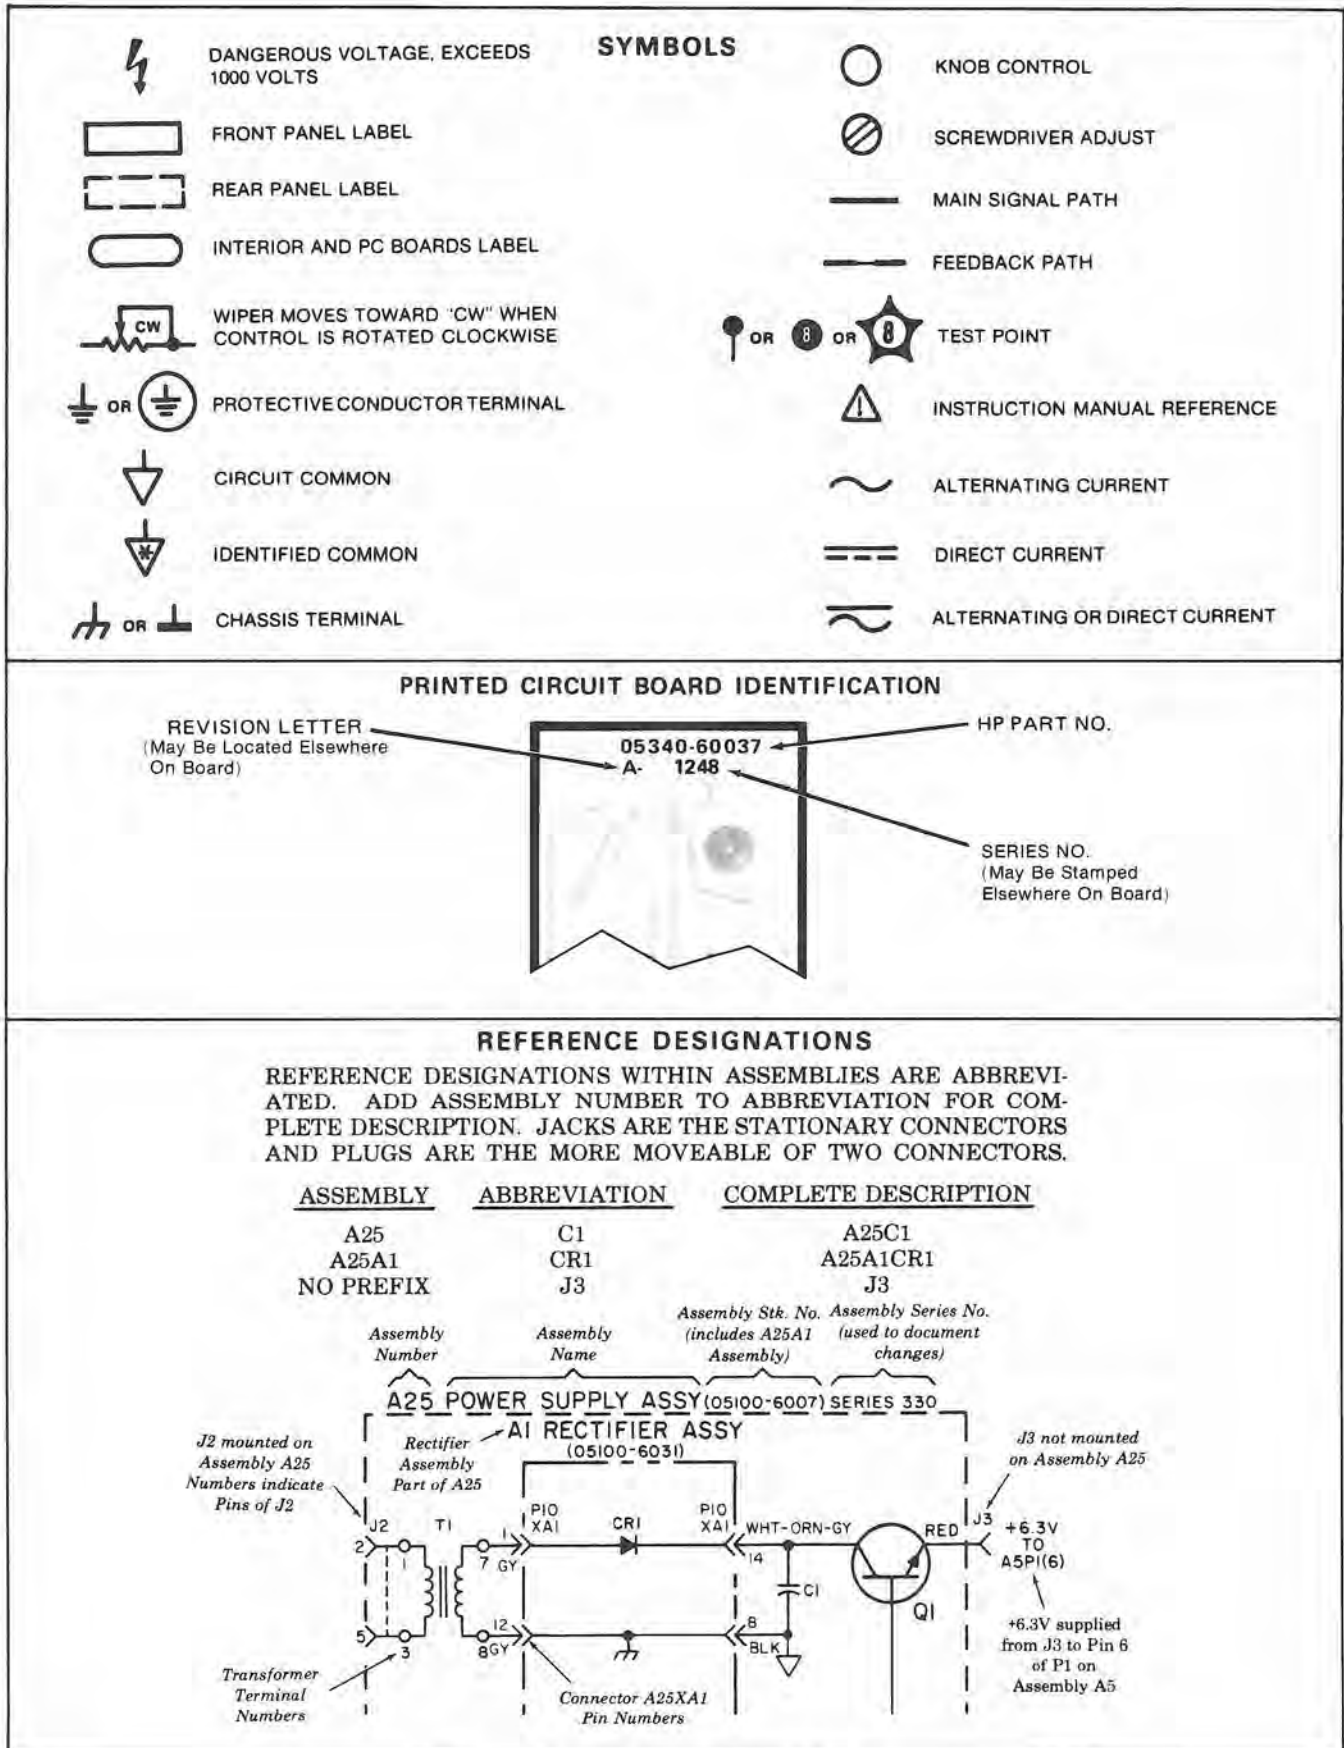 SYMBOLS
DANGEROUS VOLTAGE, EXCEEDS
1000 VOLTS
FRONT PANEL LABEL
REAR PANEL LABEL
INTERIOR AND PC BOARDS LABEL
CW
WIPER MOVES TOWARD "CW" WHEN
CONTROL IS ROTATED CLOCKWISE
OR
PROTECTIVE CONDUCTOR TERMINAL
CIRCUIT COMMON
*
IDENTIFIED COMMON
OR
CHASSIS TERMINAL
KNOB CONTROL
SCREWDRIVER ADJUST
MAIN SIGNAL PATH
FEEDBACK PATH
OR 8 OR 8
TEST POINT
!
INSTRUCTION MANUAL REFERENCE
ALTERNATING CURRENT
DIRECT CURRENT
ALTERNATING OR DIRECT CURRENT
PRINTED CIRCUIT BOARD IDENTIFICATION
REVISION LETTER
(May Be Located Elsewhere
On Board)
05340-60037
A- 1248
HP PART NO.
SERIES NO.
(May Be Stamped
Elsewhere On Board)
REFERENCE DESIGNATIONS
REFERENCE DESIGNATIONS WITHIN ASSEMBLIES ARE ABBREVI-
ATED. ADD ASSEMBLY NUMBER TO ABBREVIATION FOR COM-
PLETE DESCRIPTION. JACKS ARE THE STATIONARY CONNECTORS
AND PLUGS ARE THE MORE MOVEABLE OF TWO CONNECTORS.
ASSEMBLY ABBREVIATION COMPLETE DESCRIPTION
A25 C1 A25C1
A25A1 CR1 A25A1CR1
NO PREFIX J3 J3
Assembly
Number
Assembly
Name
Assembly Stk. No.
(includes A25A1
Assembly)
Assembly Series No.
(used to document
changes)
A25 POWER SUPPLY ASSY (05100-6007) SERIES 330
A1 RECTIFIER ASSY
(05100-6031)
J2 mounted on
Assembly A25
Numbers indicate
Pins of J2
Rectifier
Assembly
Part of A25
J3 not mounted
on Assembly A25
J2
2
5
T1
1
3
7
8
1
GY
12
GY
P10
XA1
CR1
P10
XA1
WHT-ORN-GY
14
8
BLK
C1
Q1
RED
J3
+6.3V
TO
A5P1(6)
+6.3V supplied
from J3 to Pin 6
of P1 on
Assembly A5
Transformer
Terminal
Numbers
Connector A25XA1
Pin Numbers